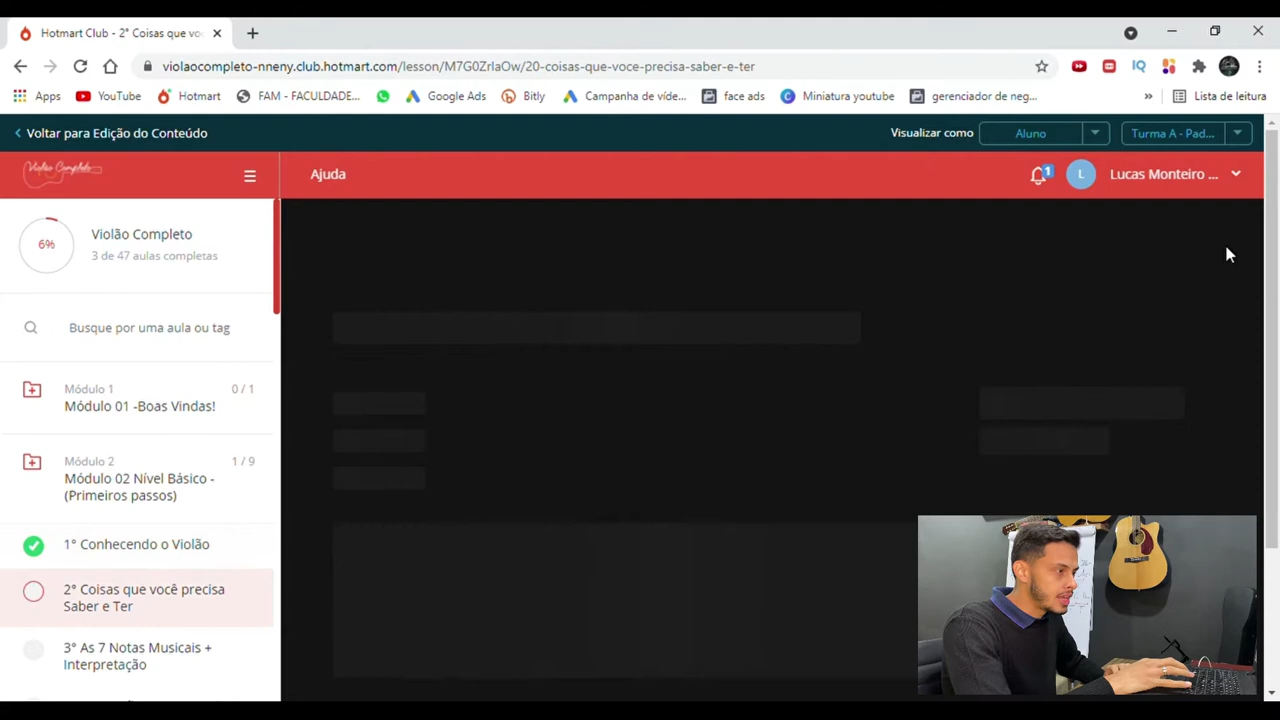 Hotmart Club - 2° Coisas que voc
violaocompleto-nneny.club.hotmart.com/lesson/M7G0ZrlaOw/20-coisas-que-voce-precisa-saber-e-ter
Apps YouTube Hotmart FAM - FACULDADE... Google Ads Bitly Campanha de víde... face ads Miniatura youtube gerenciador de neg... » Lista de leitura
Voltar para Edição do Conteúdo
Visualizar como Aluno Turma A - Pad...
Violão Completo
Ajuda
1
L
Lucas Monteiro ...
6%
Violão Completo
3 de 47 aulas completas
Busque por uma aula ou tag
Módulo 1 0 / 1
Módulo 01 -Boas Vindas!
Módulo 2 1 / 9
Módulo 02 Nível Básico -
(Primeiros passos)
1° Conhecendo o Violão
2° Coisas que você precisa
Saber e Ter
3° As 7 Notas Musicais +
Interpretação